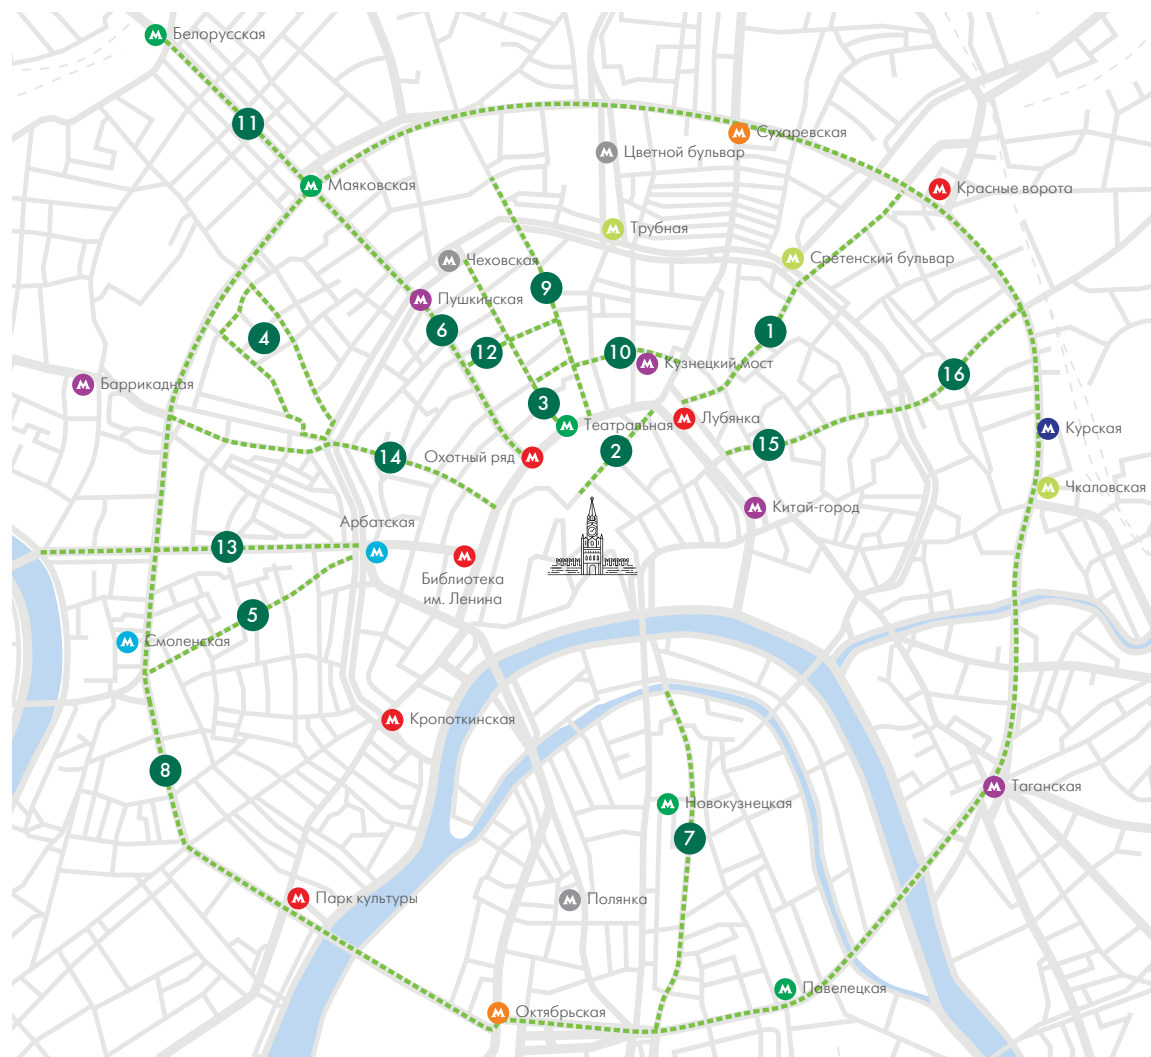 Белорусская
11
Сухаревская
Цветной бульвар
Маяковская
Красные ворота
Трубная
Чеховская
Сретенский бульвар
9
Пушкинская
6
1
4
12
10
Кузнецкий мост
16
Баррикадная
3
Театральная
Лубянка
Курская
2
15
Охотный ряд
14
Чкаловская
Китай-город
Арбатская
13
Библиотека
им. Ленина
5
Смоленская
Кропоткинская
8
Таганская
Новокузнецкая
7
Парк культуры
Полянка
Павелецкая
Октябрьская